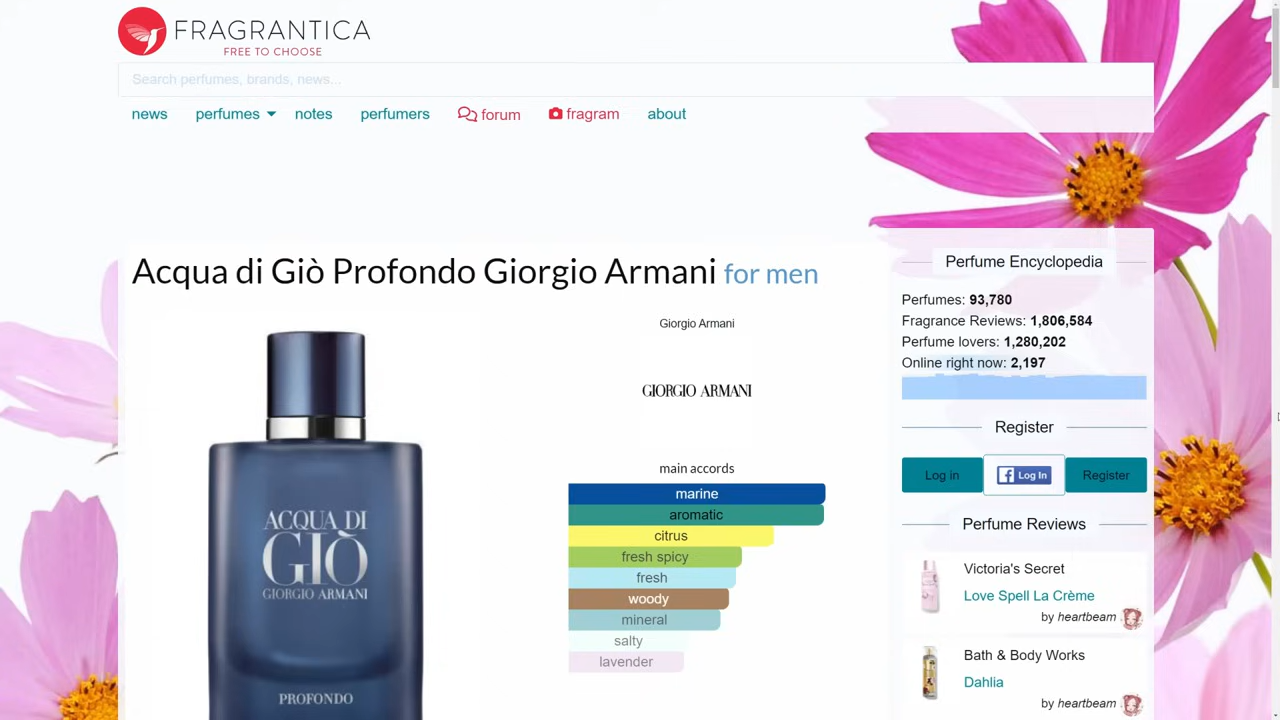 FRAGRANTICA
FREE TO CHOOSE
Search perfumes, brands, news...
news perfumes notes perfumers forum fragram about
Acqua di Giò Profondo Giorgio Armani for men
Giorgio Armani
GIORGIO ARMANI
main accords
marine
aromatic
citrus
fresh spicy
fresh
woody
mineral
salty
lavender
ACQUA DI
GIÒ
GIORGIO ARMANI
PROFONDO
Perfume Encyclopedia
Perfumes: 93,780
Fragrance Reviews: 1,806,584
Perfume lovers: 1,280,202
Online right now: 2,197
Register
Log in
Log In
Register
Perfume Reviews
Victoria's Secret
Love Spell La Crème
by heartbeam
Bath & Body Works
Dahlia
by heartbeam